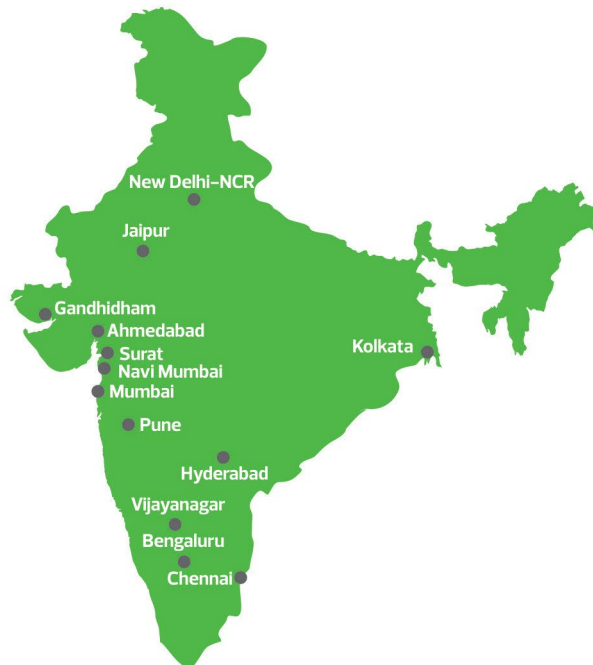 New Delhi–NCR
Jaipur
Gandhidham
Ahmedabad
Surat
Kolkata
Navi Mumbai
Mumbai
Pune
Hyderabad
Vijayanagar
Bengaluru
Chennai